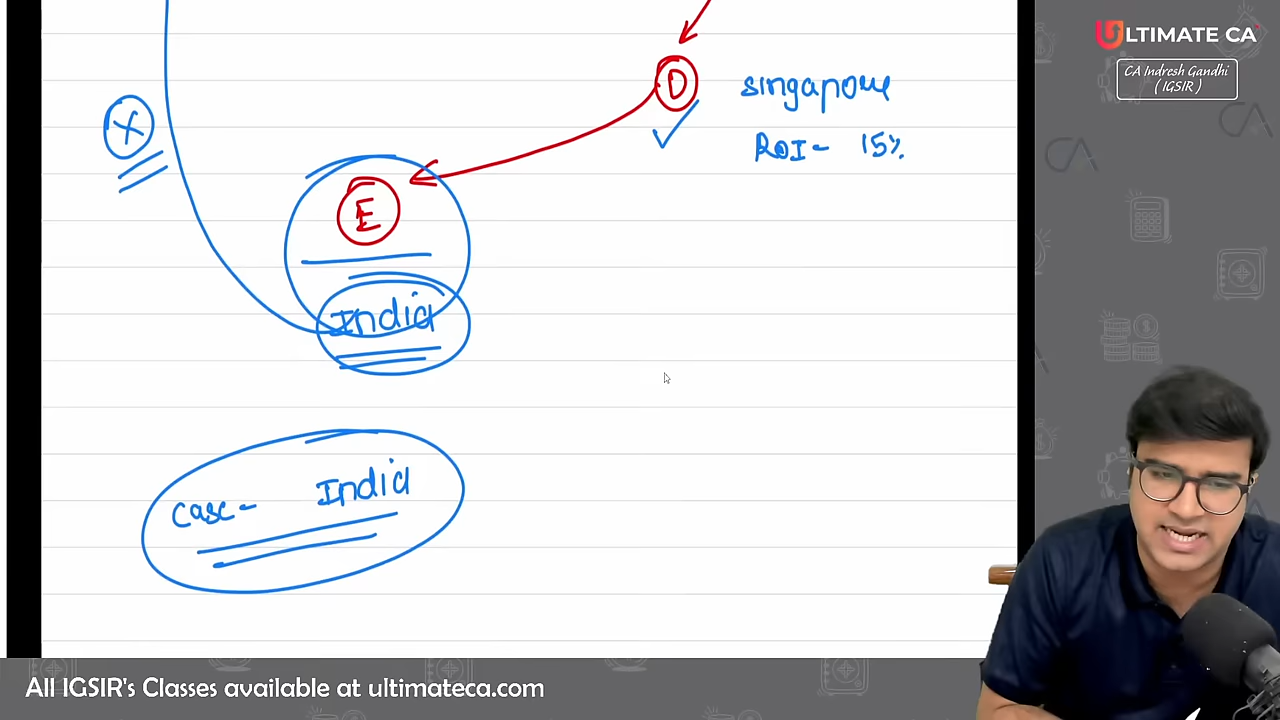 ULTIMATE CA
CA Indresh Gandhi
( IGSIR )
D
singapore
X
ROI- 15%
E
India
case- India
All IGSIR's Classes available at ultimateca.com